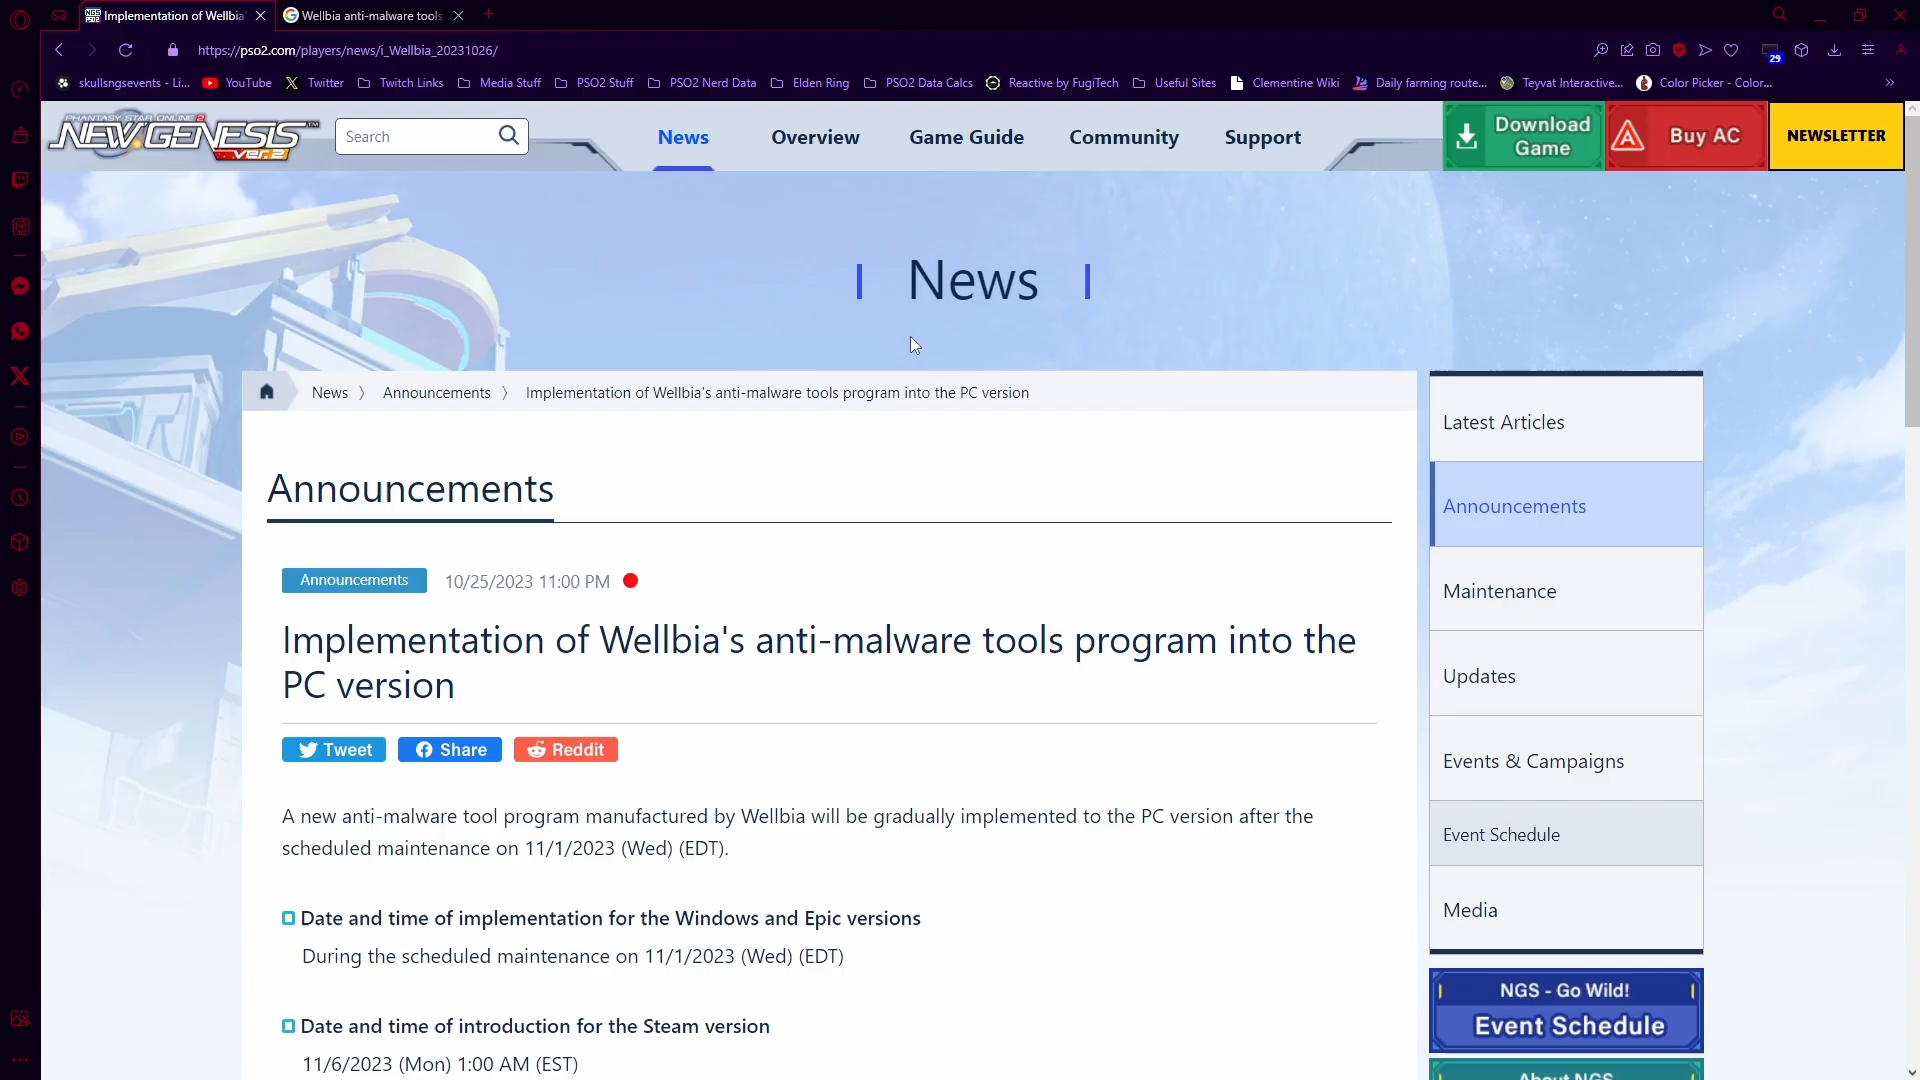 Implementation of Wellbia'
Wellbia anti-malware tools
https://pso2.com/players/news/i_Wellbia_20231026/
29
skullsngsevents - Li...
YouTube
Twitter
Twitch Links
Media Stuff
PSO2 Stuff
PSO2 Nerd Data
Elden Ring
PSO2 Data Calcs
Reactive by FugiTech
Useful Sites
Clementine Wiki
Daily farming route...
Teyvat Interactive...
Color Picker - Color...
»
PHANTASY STAR ONLINE 2
NEW GENESIS™
ver.2
Search
News
Overview
Game Guide
Community
Support
Download
Game
Buy AC
NEWSLETTER
News
News
Announcements
Implementation of Wellbia's anti-malware tools program into the PC version
Announcements
Announcements 10/25/2023 11:00 PM
Implementation of Wellbia's anti-malware tools program into the
PC version
Tweet
Share
Reddit
A new anti-malware tool program manufactured by Wellbia will be gradually implemented to the PC version after the
scheduled maintenance on 11/1/2023 (Wed) (EDT).
Date and time of implementation for the Windows and Epic versions
During the scheduled maintenance on 11/1/2023 (Wed) (EDT)
Date and time of introduction for the Steam version
11/6/2023 (Mon) 1:00 AM (EST)
Latest Articles
Announcements
Maintenance
Updates
Events & Campaigns
Event Schedule
Media
NGS - Go Wild!
Event Schedule
About NGS